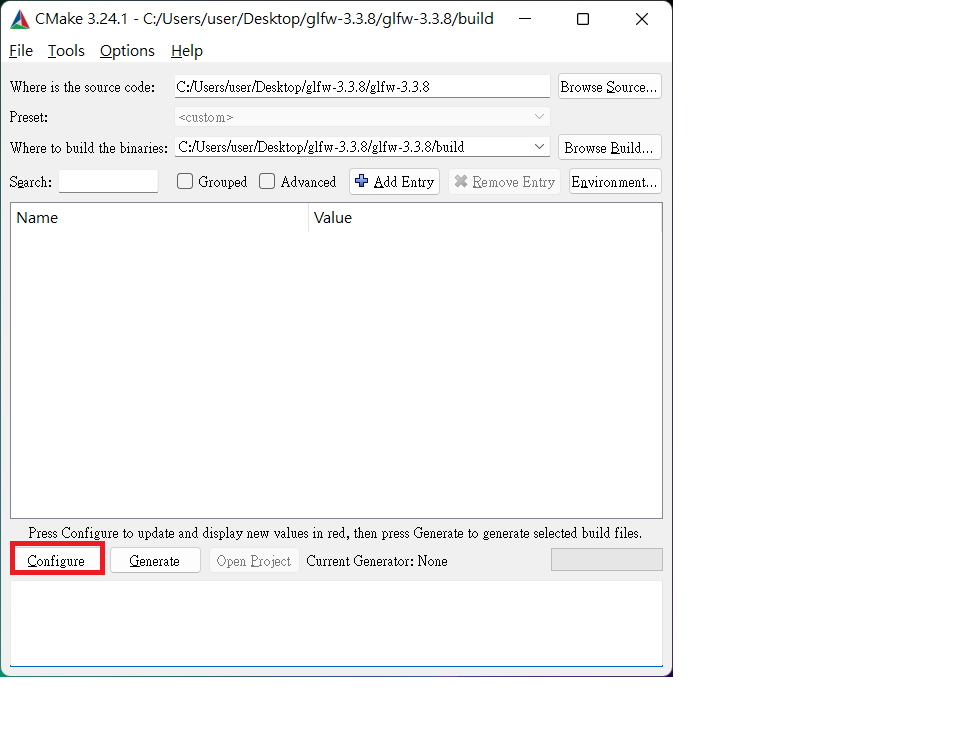 CMake 3.24.1 - C:/Users/user/Desktop/glfw-3.3.8/glfw-3.3.8/build
File Tools Options Help
Where is the source code: C:/Users/user/Desktop/glfw-3.3.8/glfw-3.3.8 Browse Source...
Preset: <custom>
Where to build the binaries: C:/Users/user/Desktop/glfw-3.3.8/glfw-3.3.8/build Browse Build...
Search: Grouped Advanced Add Entry Remove Entry Environment...
Name Value
Press Configure to update and display new values in red, then press Generate to generate selected build files.
Configure Generate Open Project Current Generator: None